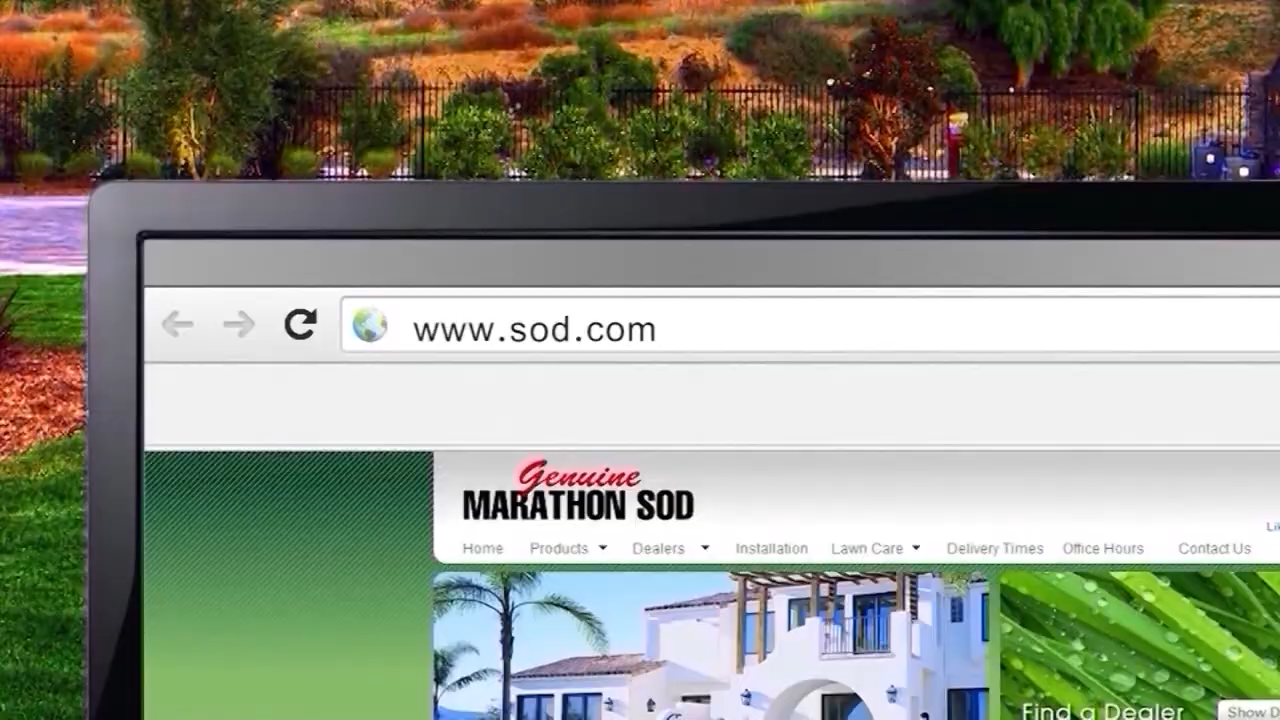 www.sod.com
Genuine
MARATHON SOD
Home Products Dealers Installation Lawn Care Delivery Times Office Hours Contact Us
Find a Dealer
Show